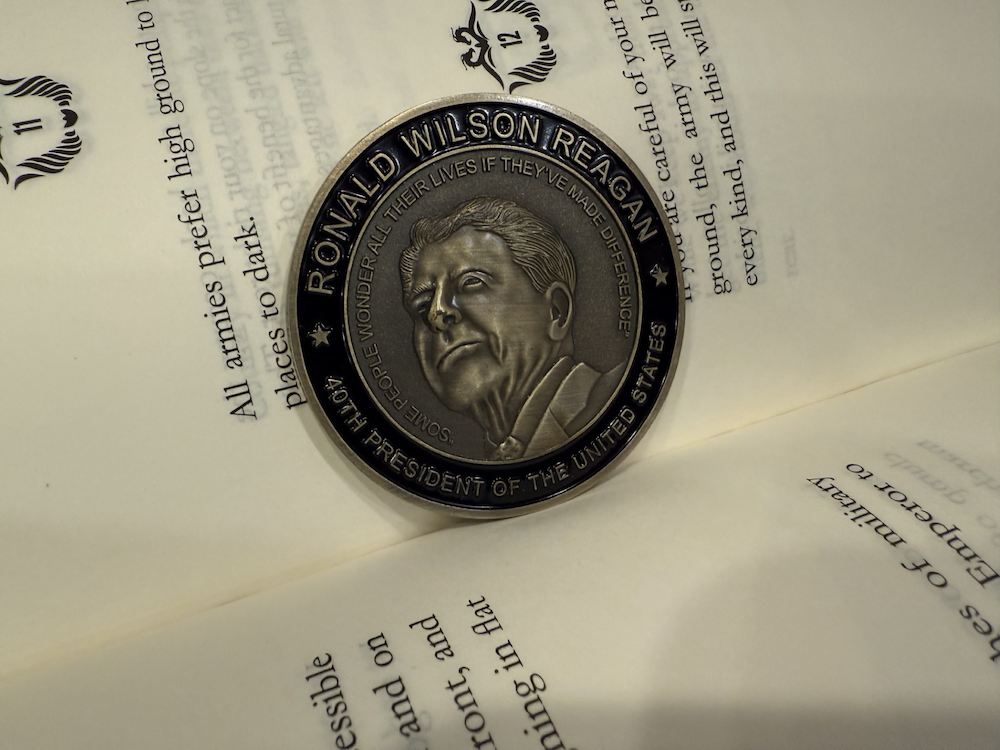 11
All armies prefer high ground to
places to dark.
12
you are careful of your
ground, the army will be
every kind, and this will
RONALD WILSON REAGAN
"SOME PEOPLE WONDER ALL THEIR LIVES IF THEY'VE MADE DIFFERENCE"
40TH PRESIDENT OF THE UNITED STATES
essible
and on
ront, and
ning in flat
hes of military
Emperor to